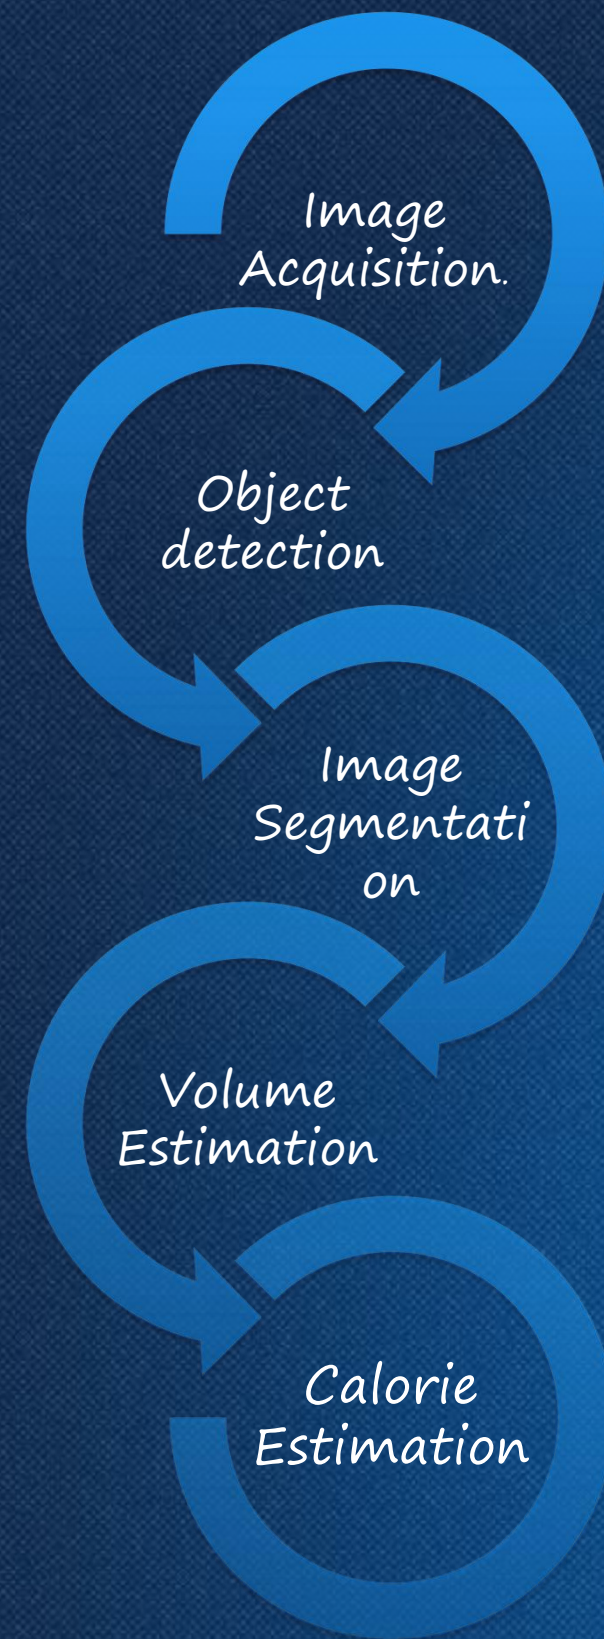 Image
Acquisition.
Object
detection
Image
Segmentati
on
Volume
Estimation
Calorie
Estimation